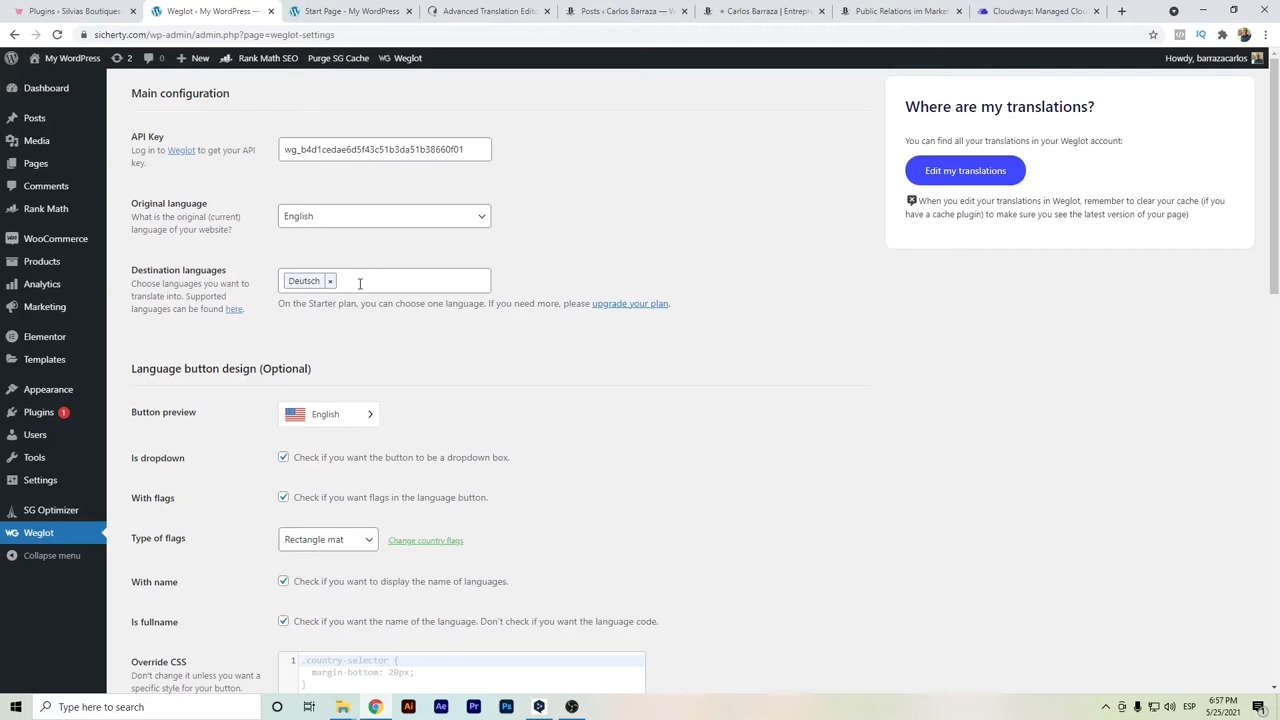 Plugins ‹ Silvias Boutiques
Weglot ‹ My WordPress
Start Page ‹ My WordPress
Advanced Translation Edit
Posts ‹ Carlos Barraza — W
Carlos Barraza | Entrepr
Public Relations in Market
Cloudways: Managed Clou
sicherty.com/wp-admin/admin.php?page=weglot-settings
My WordPress
2
0
New
Rank Math SEO
Purge SG Cache
Weglot
Howdy, barrazacarlos
Dashboard
Posts
Media
Pages
Comments
Rank Math
WooCommerce
Products
Analytics
Marketing
Elementor
Templates
Appearance
Plugins 1
Users
Tools
Settings
SG Optimizer
WG Weglot
Collapse menu
Main configuration
API Key
Log in to Weglot to get your API
key.
wg_b4d1cedae6d5f43c51b3da51b38660f01
Original language
What is the original (current)
language of your website?
English
Destination languages
Choose languages you want to
translate into. Supported
languages can be found here.
Deutsch ×
On the Starter plan, you can choose one language. If you need more, please upgrade your plan.
Language button design (Optional)
Button preview
English
Is dropdown
Check if you want the button to be a dropdown box.
With flags
Check if you want flags in the language button.
Type of flags
Rectangle mat
Change country flags
With name
Check if you want to display the name of languages.
Is fullname
Check if you want the name of the language. Don't check if you want the language code.
Override CSS
Don't change it unless you want a
specific style for your button.
1 .country-selector {
margin-bottom: 20px;
}
Where are my translations?
You can find all your translations in your Weglot account:
Edit my translations
When you edit your translations in Weglot, remember to clear your cache (if you
have a cache plugin) to make sure you see the latest version of your page)
Type here to search
Ai
Ae
Pr
Ps
ESP
6:57 PM
5/25/2021
1